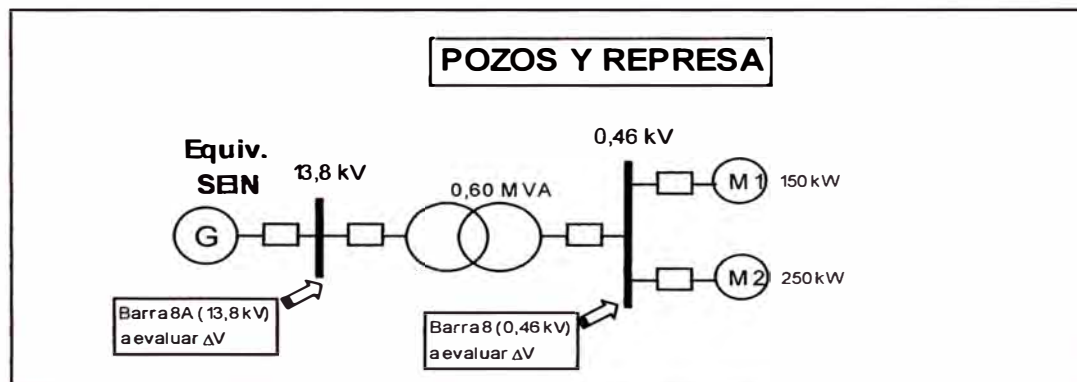 POZOS Y REPRESA
Equiv.
SEIN
13,8 kV
0,60 MVA
0,46 kV
G
M1
150 kW
M2
250 kW
Barra 8A (13,8 kV)
a evaluar ΔV
Barra 8 (0,46 kV)
a evaluar ΔV